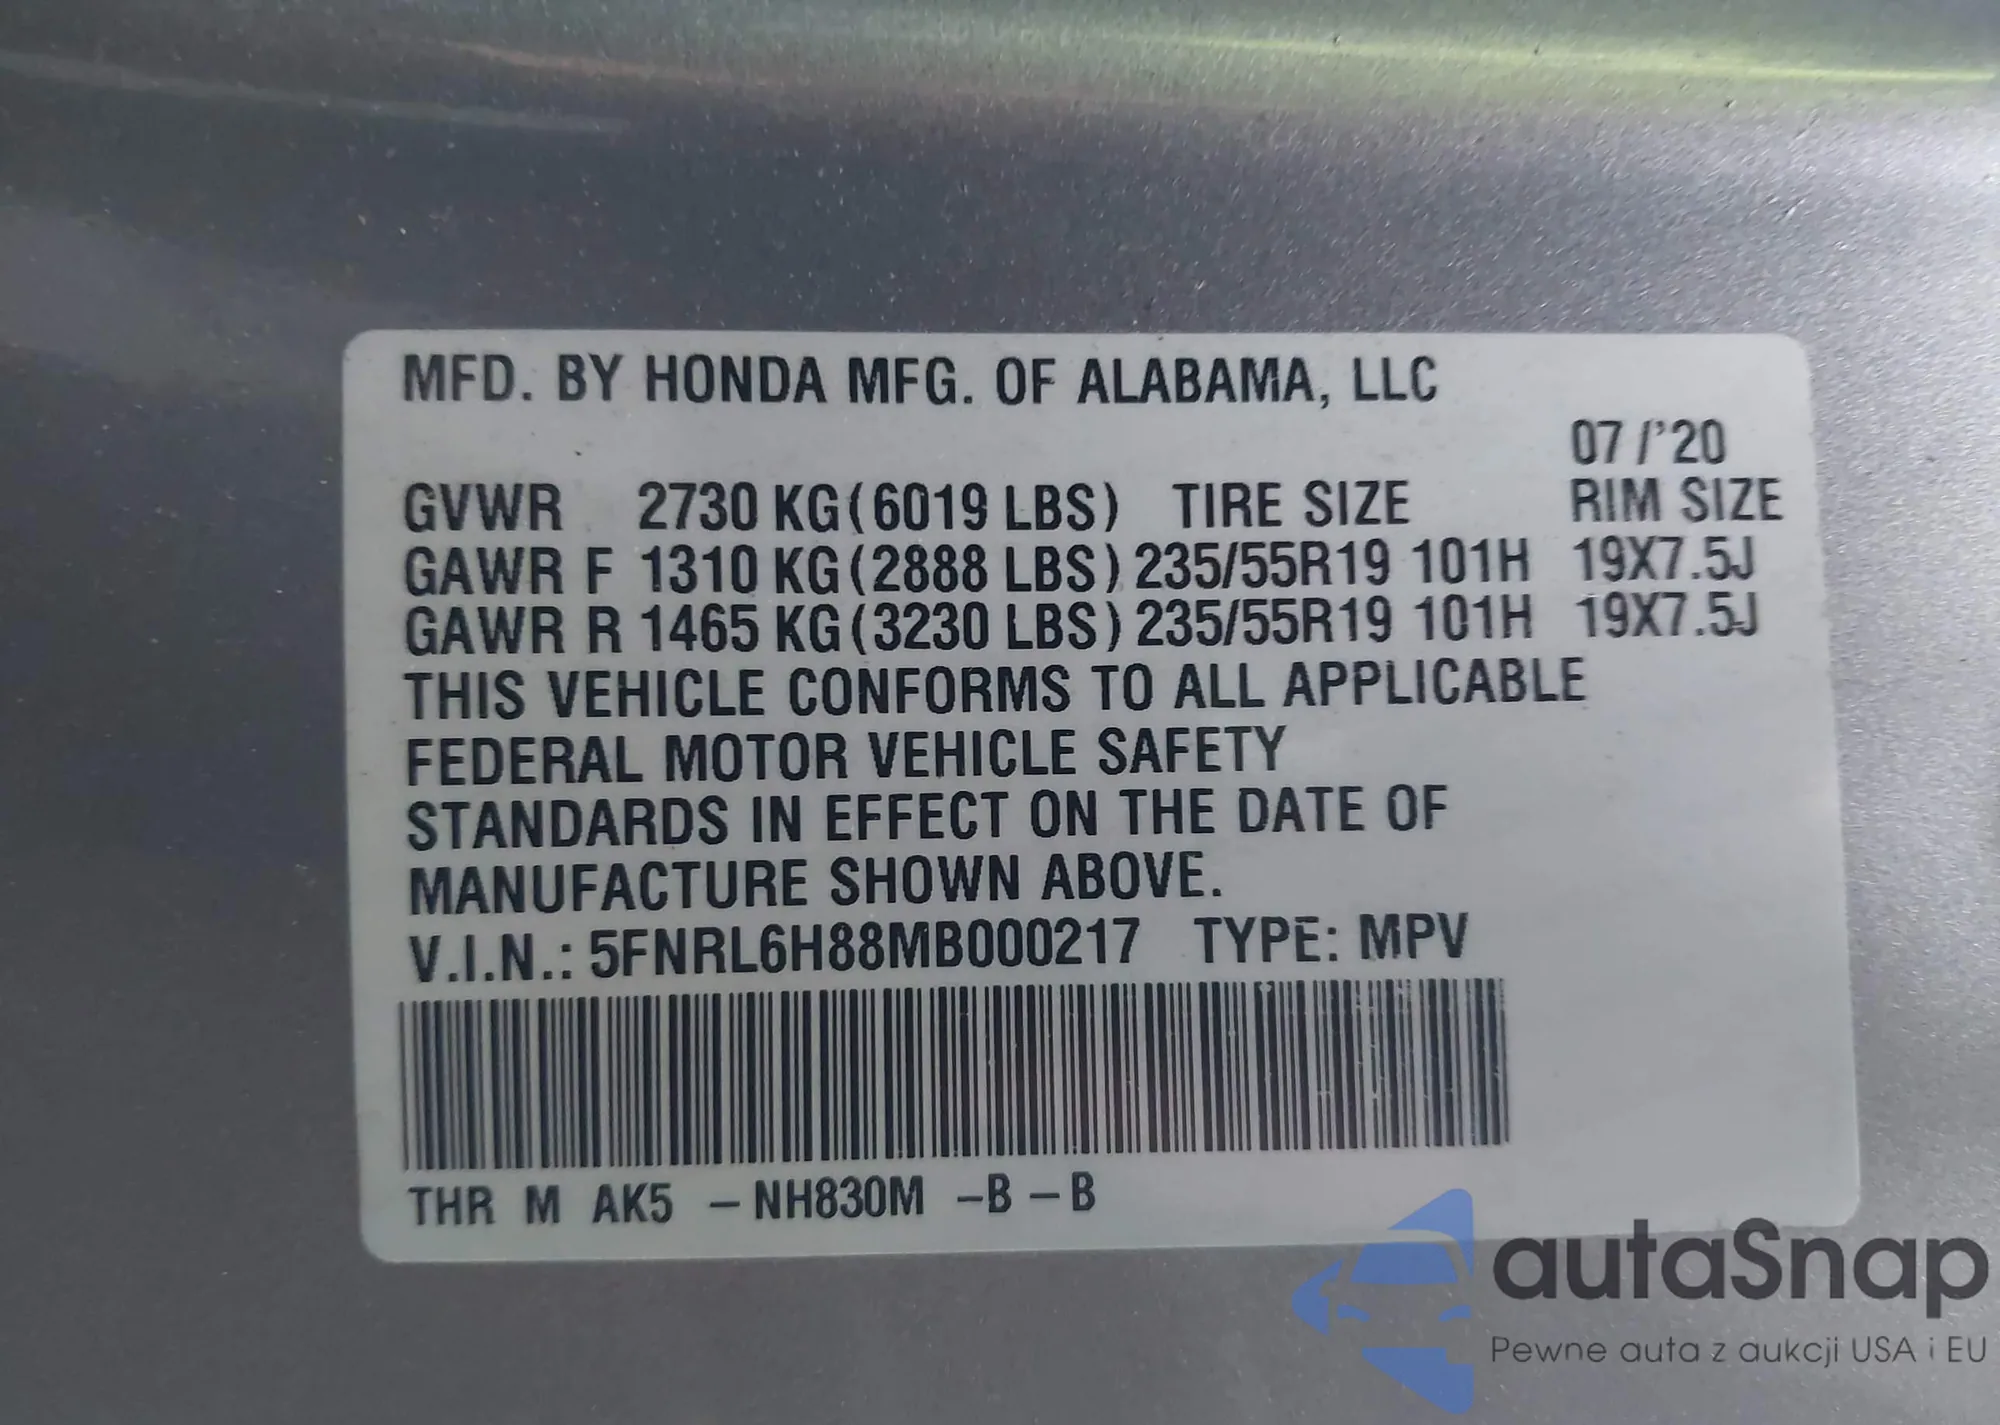 MFD. BY HONDA MFG. OF ALABAMA, LLC
07/'20
GVWR 2730 KG(6019 LBS) TIRE SIZE RIM SIZE
GAWR F 1310 KG(2888 LBS) 235/55R19 101H 19X7.5J
GAWR R 1465 KG(3230 LBS) 235/55R19 101H 19X7.5J
THIS VEHICLE CONFORMS TO ALL APPLICABLE
FEDERAL MOTOR VEHICLE SAFETY
STANDARDS IN EFFECT ON THE DATE OF
MANUFACTURE SHOWN ABOVE.
V.I.N.: 5FNRL6H88MB000217 TYPE: MPV
THR M AK5 –NH830M –B –B
autaSnap
Pewne auta z aukcji USA i EU